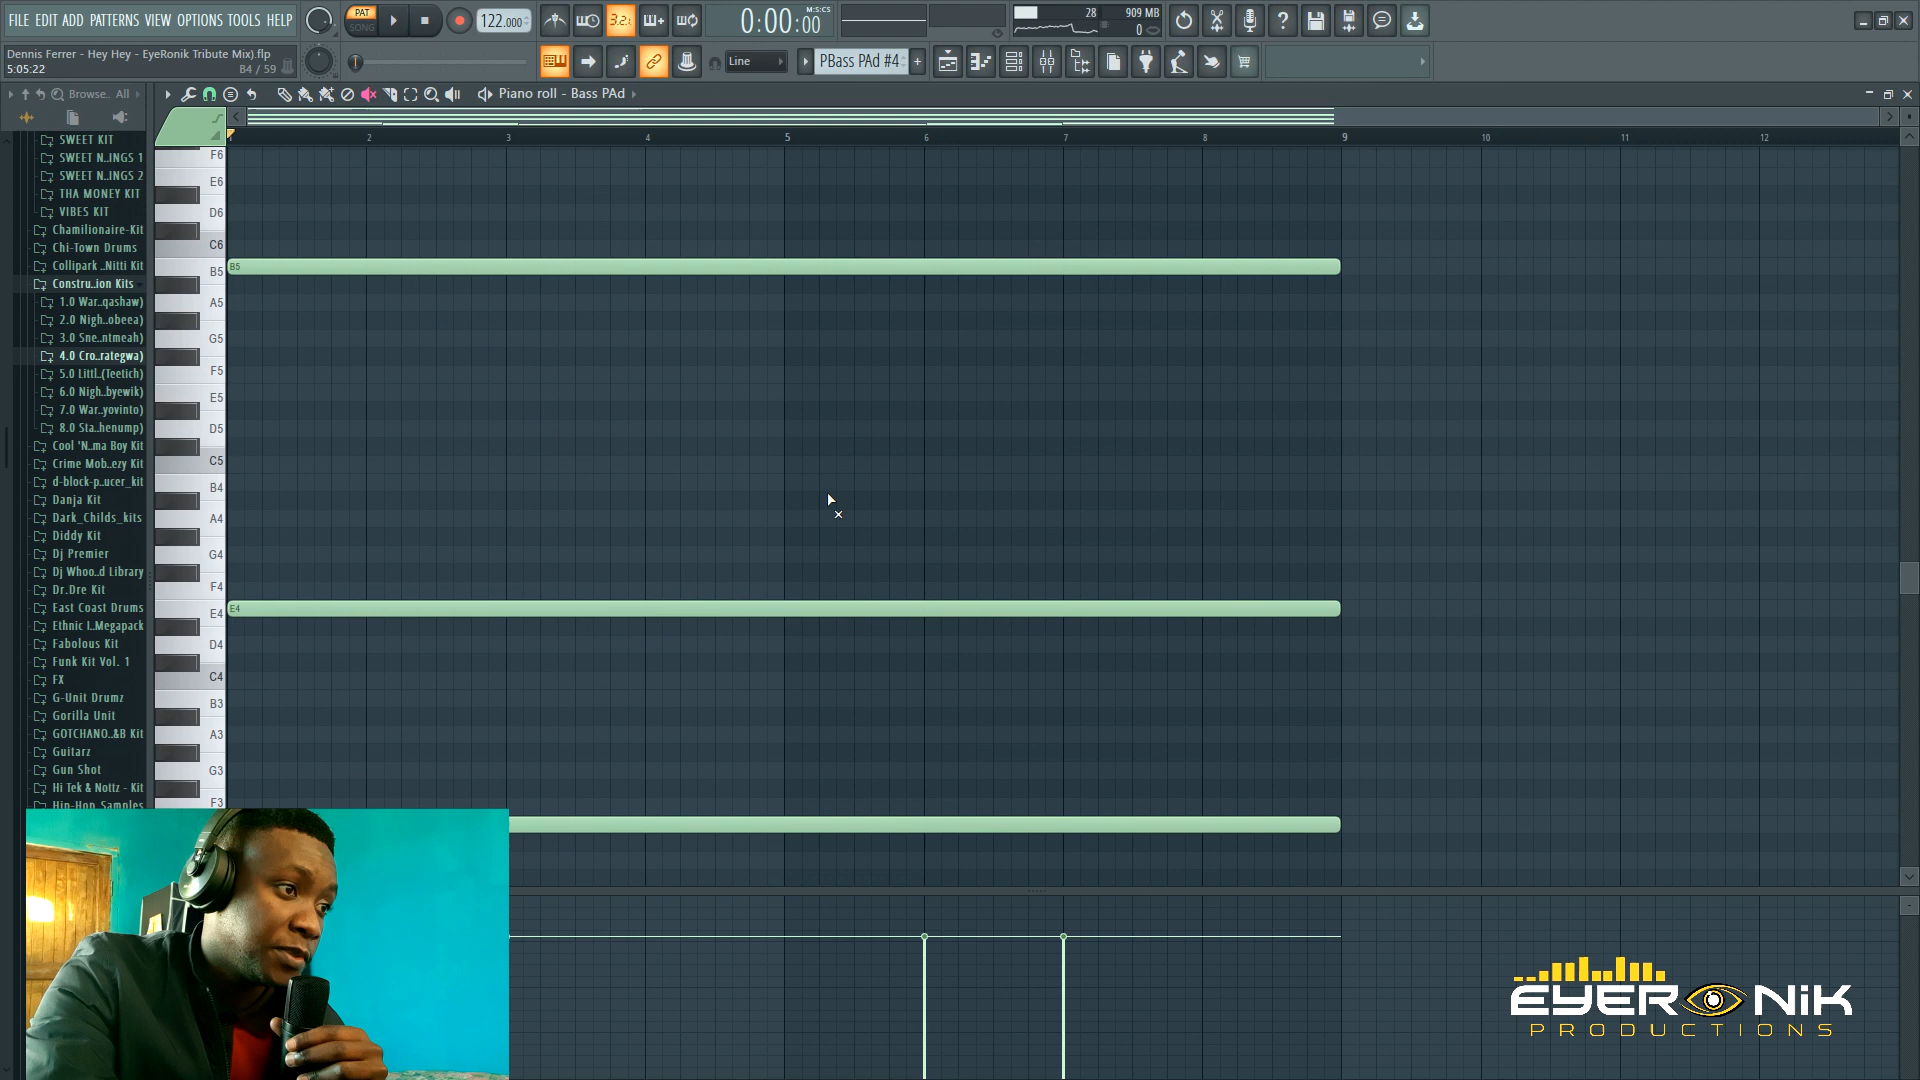 FILE EDIT ADD PATTERNS VIEW OPTIONS TOOLS HELP
PAT
SONG
122.000
3.2.
0:00:00
M:S:CS
28
909 MB
0
Dennis Ferrer - Hey Hey - EyeRonik Tribute Mix).flp
5:05:22
B4 / 59
Line
PBass PAd #4
+
Browse.. All
Piano roll - Bass PAd
SWEET KIT
SWEET N..INGS 1
SWEET N..INGS 2
THA MONEY KIT
VIBES KIT
Chamilionaire-Kit
Chi-Town Drums
Collipark ..Nitti Kit
Constru..ion Kits
1.0 War..qashaw)
2.0 Nigh..obeea)
3.0 Sne..ntmeah)
4.0 Cro..rategwa)
5.0 Littl..(Teetich)
6.0 Nigh..byewik)
7.0 War..yovinto)
8.0 Sta..henump)
Cool 'N..ma Boy Kit
Crime Mob..ezy Kit
d-block-p..ucer_kit
Danja Kit
Dark_Childs_kits
Diddy Kit
Dj Premier
Dj Whoo..d Library
Dr.Dre Kit
East Coast Drums
Ethnic I..Megapack
Fabolous Kit
Funk Kit Vol. 1
FX
G-Unit Drumz
Gorilla Unit
GOTCHANO..&B Kit
Guitarz
Gun Shot
Hi Tek & Nottz - Kit
Hip-Hop Samples
2 3 4 5 6 7 8 9 10 11 12
F6
E6
D6
C6
B5
B5
A5
G5
F5
E5
D5
C5
B4
A4
G4
F4
E4
E4
D4
C4
B3
A3
G3
F3
EYERONIK
PRODUCTIONS